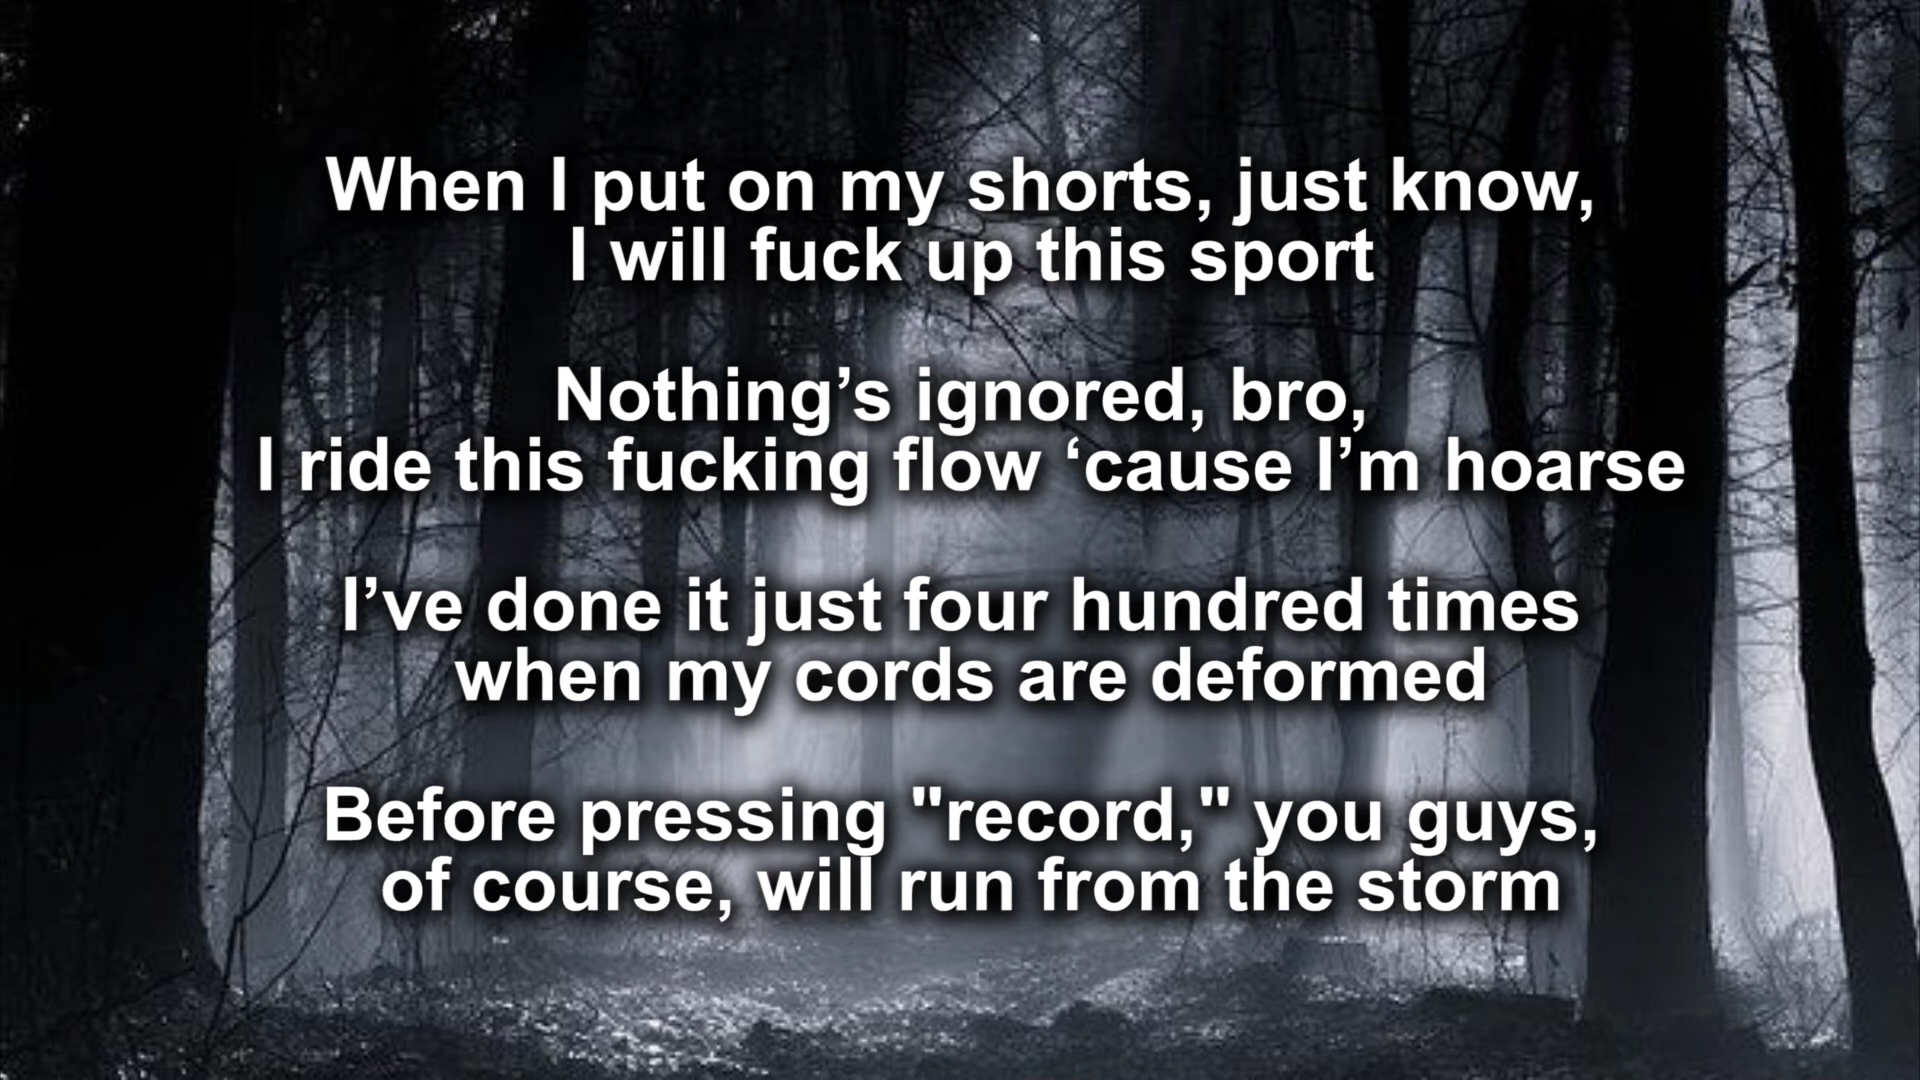 When I put on my shorts, just know,
I will fuck up this sport
Nothing’s ignored, bro,
I ride this fucking flow ‘cause I’m hoarse
I’ve done it just four hundred times
when my cords are deformed
Before pressing "record," you guys,
of course, will run from the storm